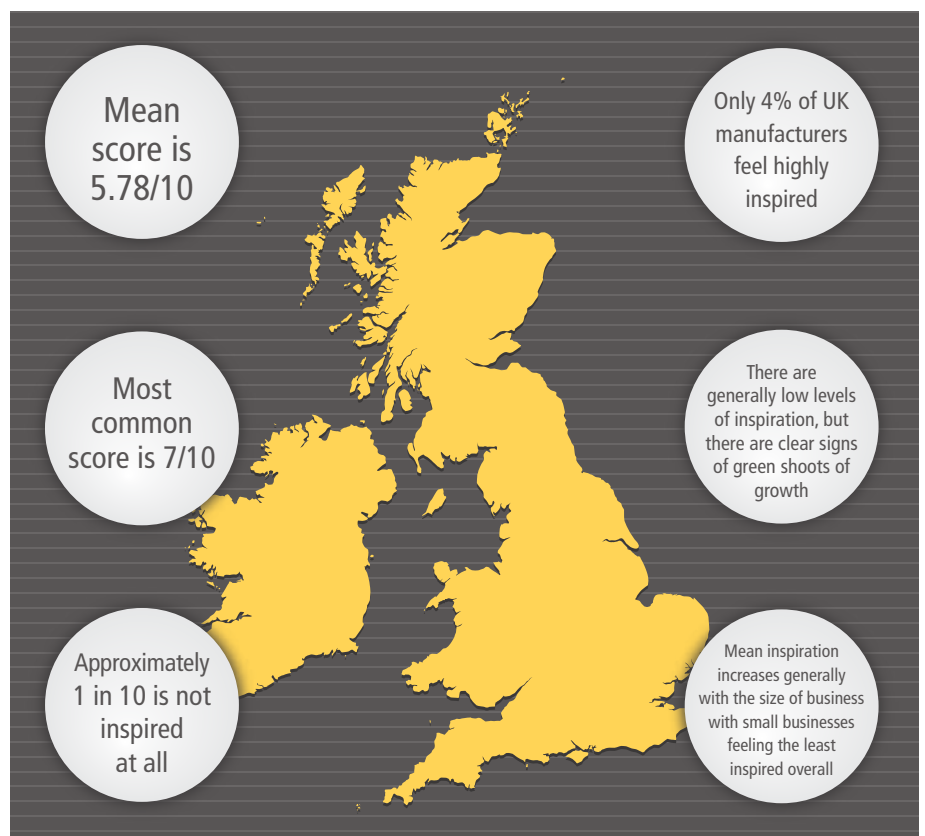 Mean
score is
5.78/10
Only 4% of UK
manufacturers
feel highly
inspired
Most
common
score is 7/10
There are
generally low levels
of inspiration, but
there are clear signs
of green shoots of
growth
Approximately
1 in 10 is not
inspired
at all
Mean inspiration
increases generally
with the size of business
with small businesses
feeling the least
inspired overall